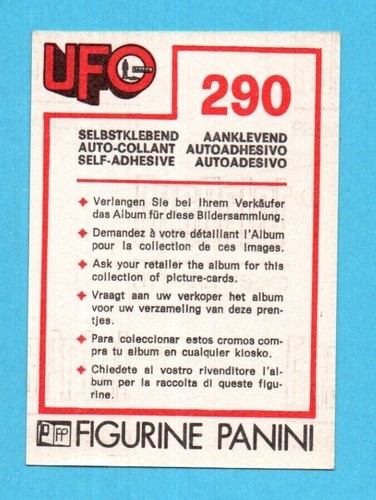 UFO
290
SELBSTKLEBEND AANKLEVEND
AUTO-COLLANT AUTOADHESIVO
SELF-ADHESIVE AUTOADESIVO
Verlangen Sie bei Ihrem Verkäufer
das Album für diese Bildersammlung.
Demandez à votre détaillant l'Album
pour la collection de ces images.
Ask your retailer the album for this
collection of picture-cards.
Vraagt aan uw verkoper het album
voor uw verzameling van deze pren-
tjes.
Para coleccionar estos cromos com-
pra tu album en cualquier kiosko.
Chiedete al vostro rivenditore l'al-
bum per la raccolta di queste figu-
rine.
FP FIGURINE PANINI